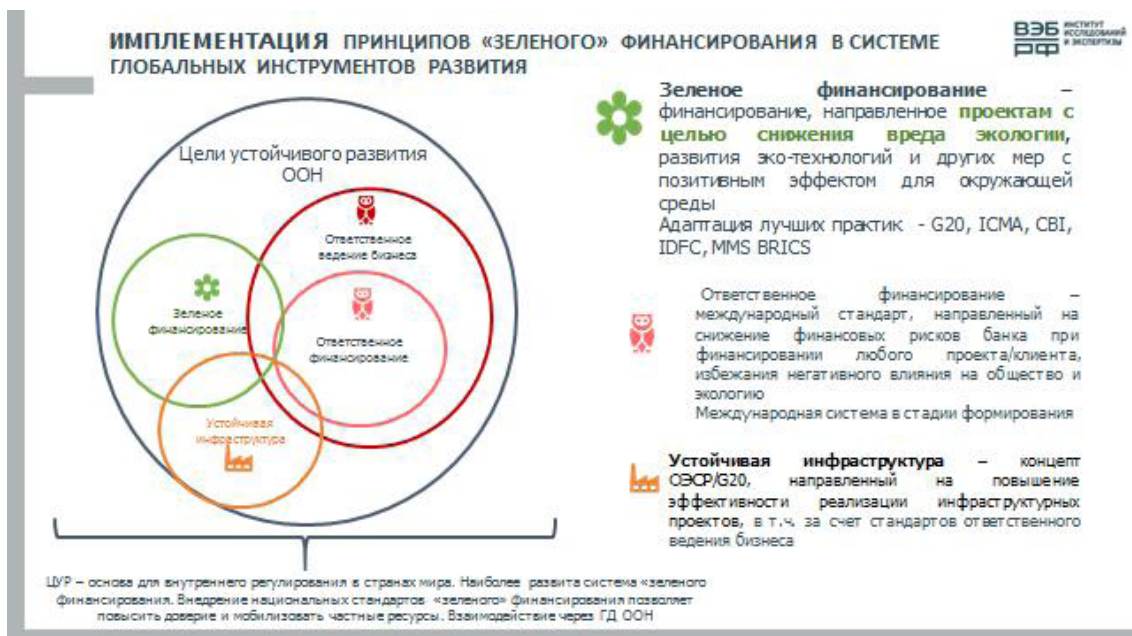 ИМПЛЕМЕНТАЦИЯ ПРИНЦИПОВ «ЗЕЛЕНОГО» ФИНАНСИРОВАНИЯ В СИСТЕМЕ
ГЛОБАЛЬНЫХ ИНСТРУМЕНТОВ РАЗВИТИЯ
ВЭБ
РФ
ИНСТИТУТ
ИССЛЕДОВАНИЙ
И ЭКСПЕРТИЗЫ
Цели устойчивого развития
ООН
Ответственное
ведение бизнеса
Зеленое
финансирование
Ответственное
финансирование
Устойчивая
инфраструктура
Зеленое финансирование –
финансирование, направленное проектам с
целью снижения вреда экологии,
развития эко-технологий и других мер с
позитивным эффектом для окружающей
среды
Адаптация лучших практик - G20, ICMA, CBI,
IDFC, MMS BRICS
Ответственное финансирование –
международный стандарт, направленный на
снижение финансовых рисков банка при
финансировании любого проекта/клиента,
избежания негативного влияния на общество и
экологию
Международная система в стадии формирования
Устойчивая инфраструктура – концепт
ОЭСР/G20, направленный на повышение
эффективности реализации инфраструктурных
проектов, в т.ч. за счет стандартов ответственного
ведения бизнеса
ЦУР – основа для внутреннего регулирования в странах мира. Наиболее развита система «зеленого
финансирования. Внедрение национальных стандартов «зеленого» финансирования позволяет
повысить доверие и мобилизовать частные ресурсы. Взаимодействие через ГД ООН